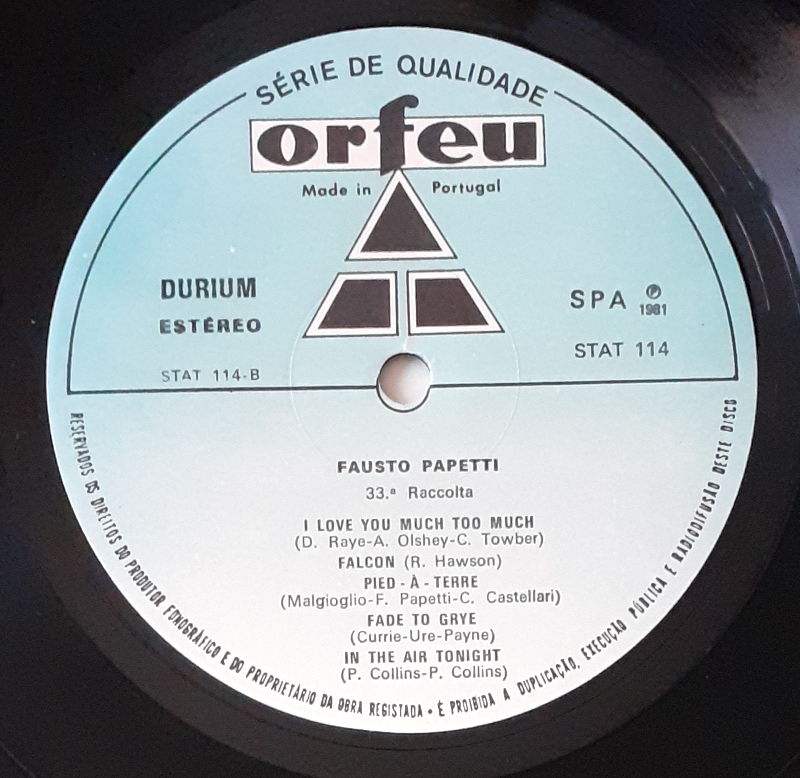 SÉRIE DE QUALIDADE
orfeu
Made in Portugal
DURIUM
ESTÉREO
STAT 114-B
SPA ℗ 1981
STAT 114
FAUSTO PAPETTI
33.ª Raccolta
I LOVE YOU MUCH TOO MUCH
(D. Raye-A. Olshey-C. Towber)
FALCON (R. Hawson)
PIED - À - TERRE
(Malgioglio-F. Papetti-C. Castellari)
FADE TO GRYE
(Currie-Ure-Payne)
IN THE AIR TONIGHT
(P. Collins-P. Collins)
RESERVADOS OS DIREITOS DO PRODUTOR FONOGRÁFICO E DO PROPRIETÁRIO DA OBRA REGISTADA • É PROIBIDA A DUPLICAÇÃO, EXECUÇÃO PÚBLICA E RADIODIFUSÃO DESTE DISCO